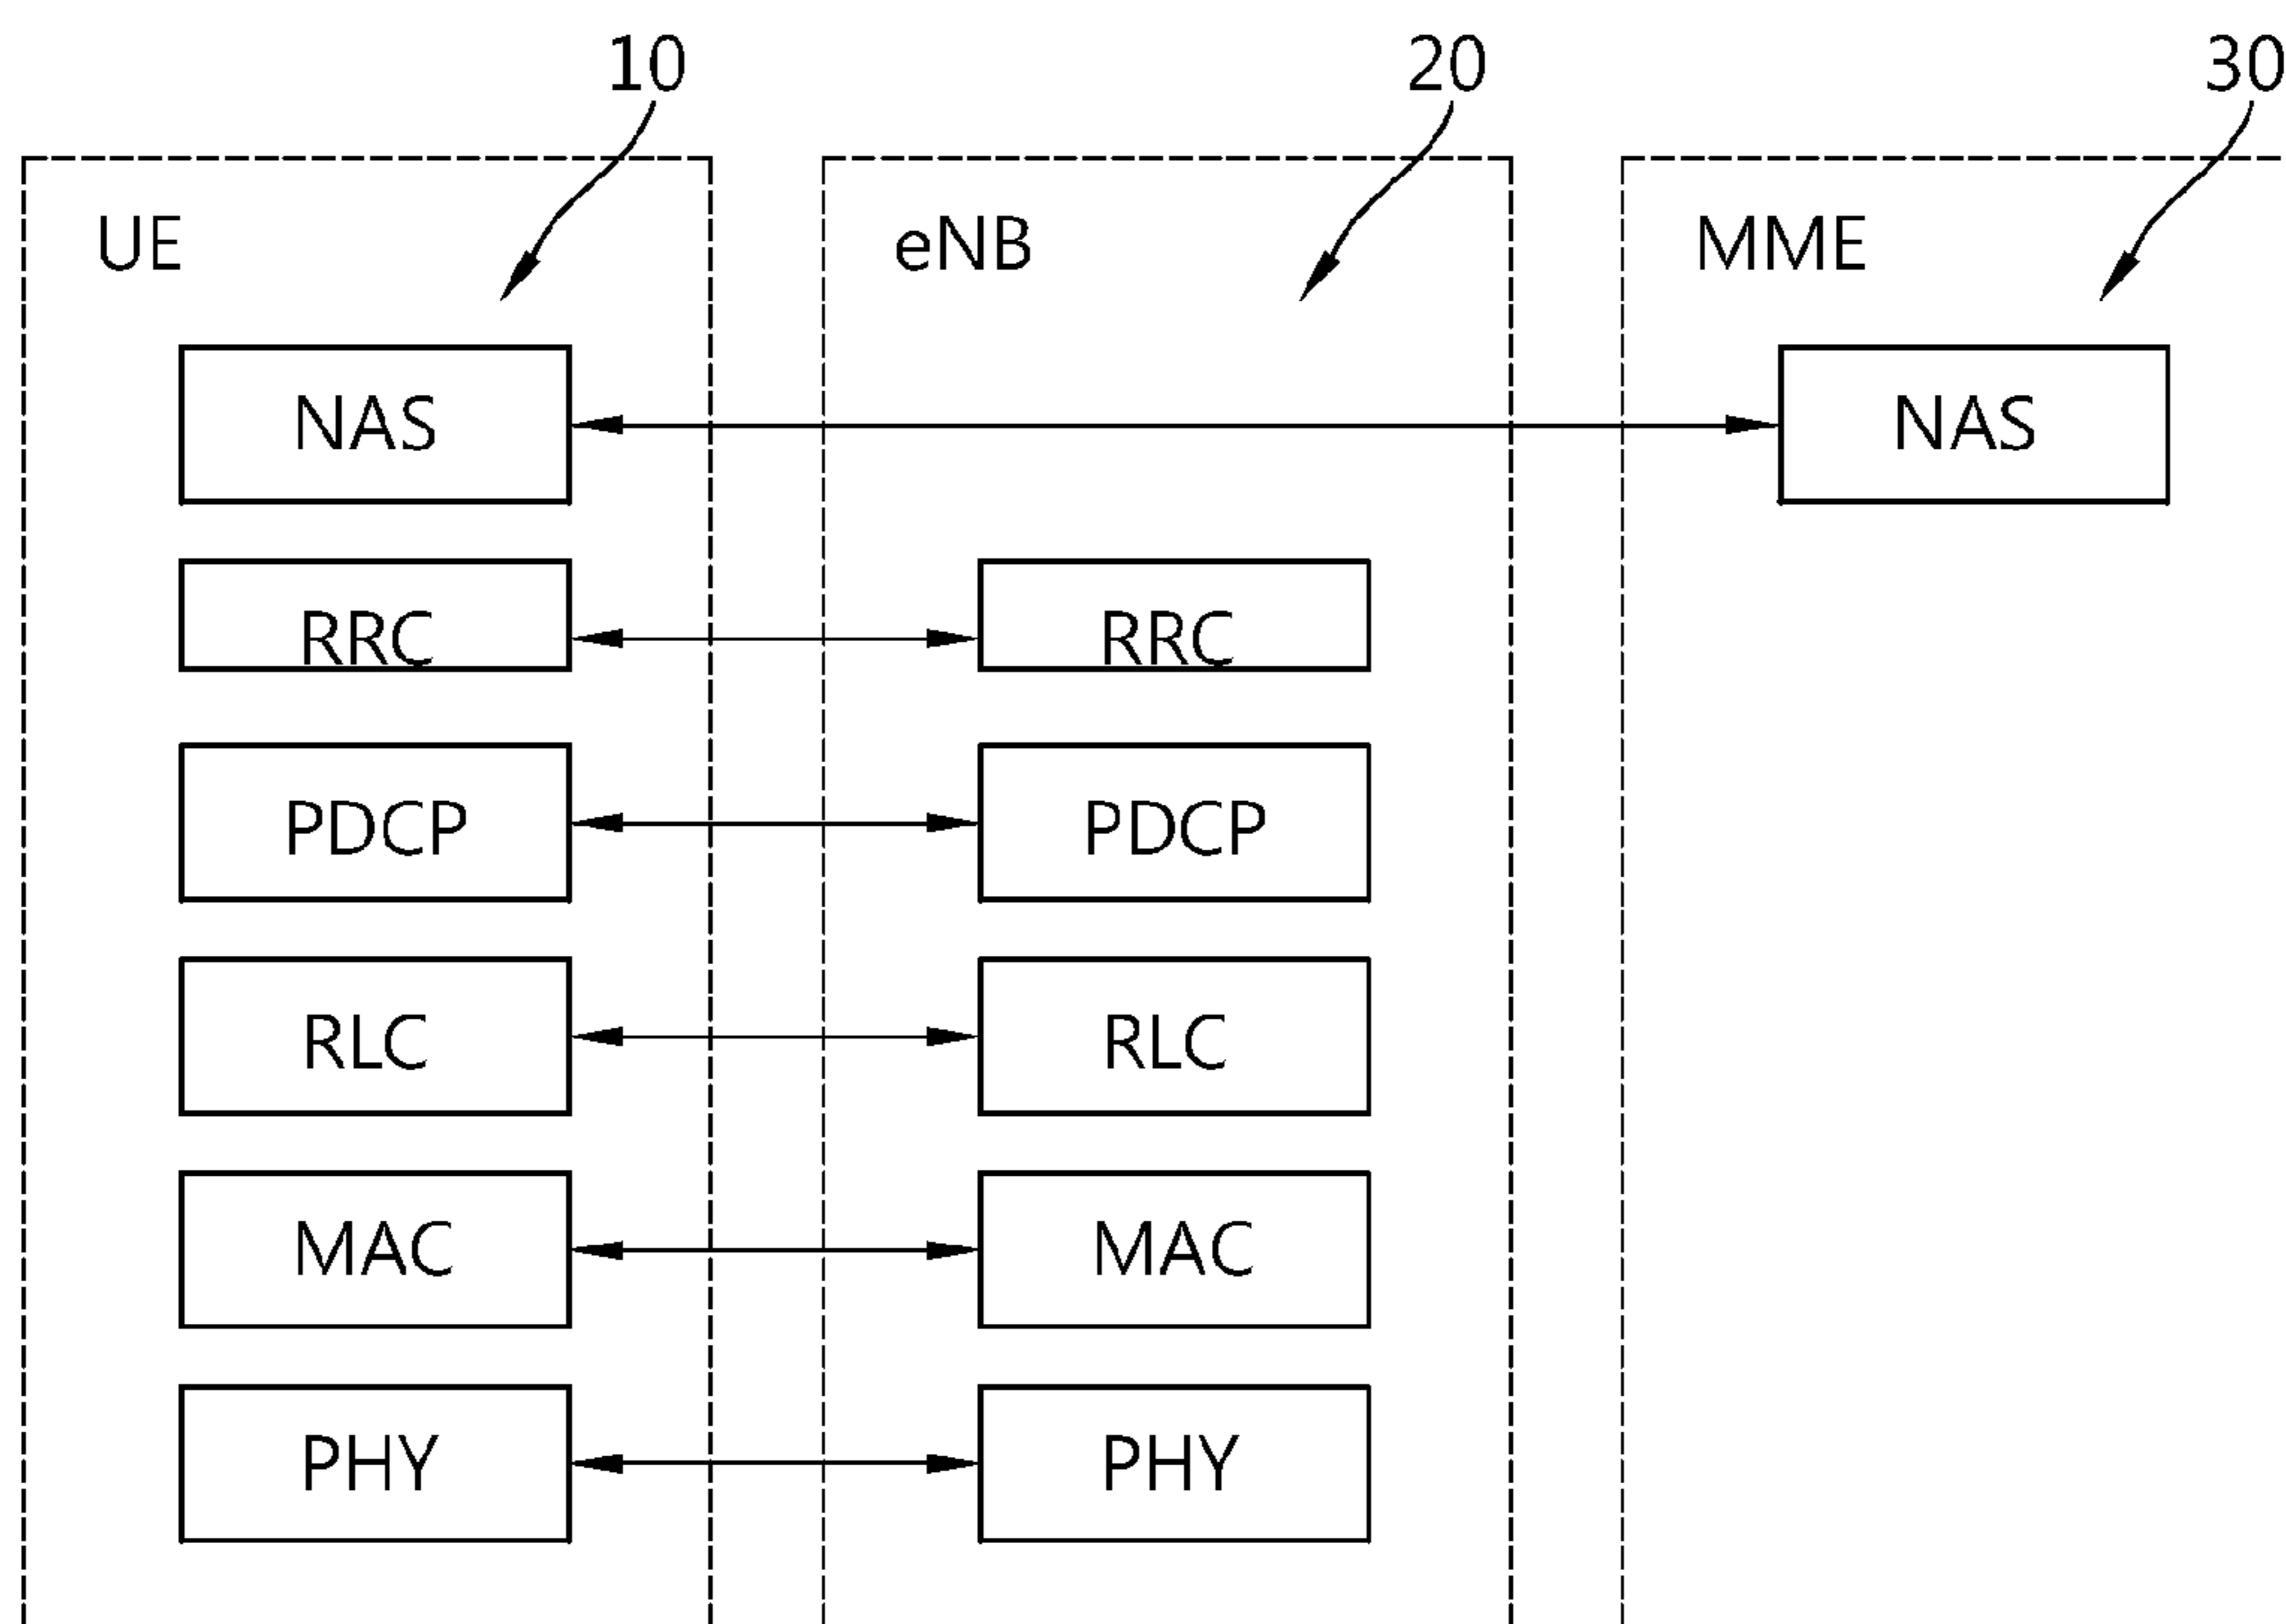 10 20 30
UE eNB MME
NAS NAS
RRC RRC
PDCP PDCP
RLC RLC
MAC MAC
PHY PHY